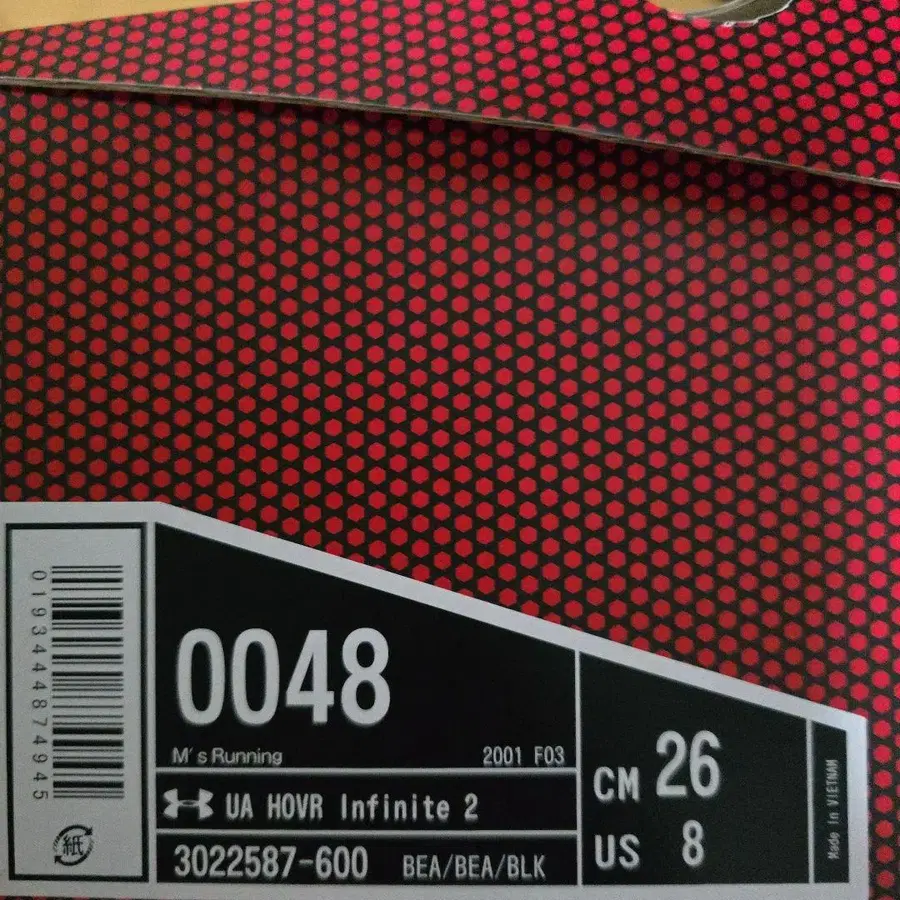 0193444874945
紙
0048
M's Running 2001 F03
UA HOVR Infinite 2
3022587-600 BEA/BEA/BLK
CM 26
US 8
Made In VIETNAM